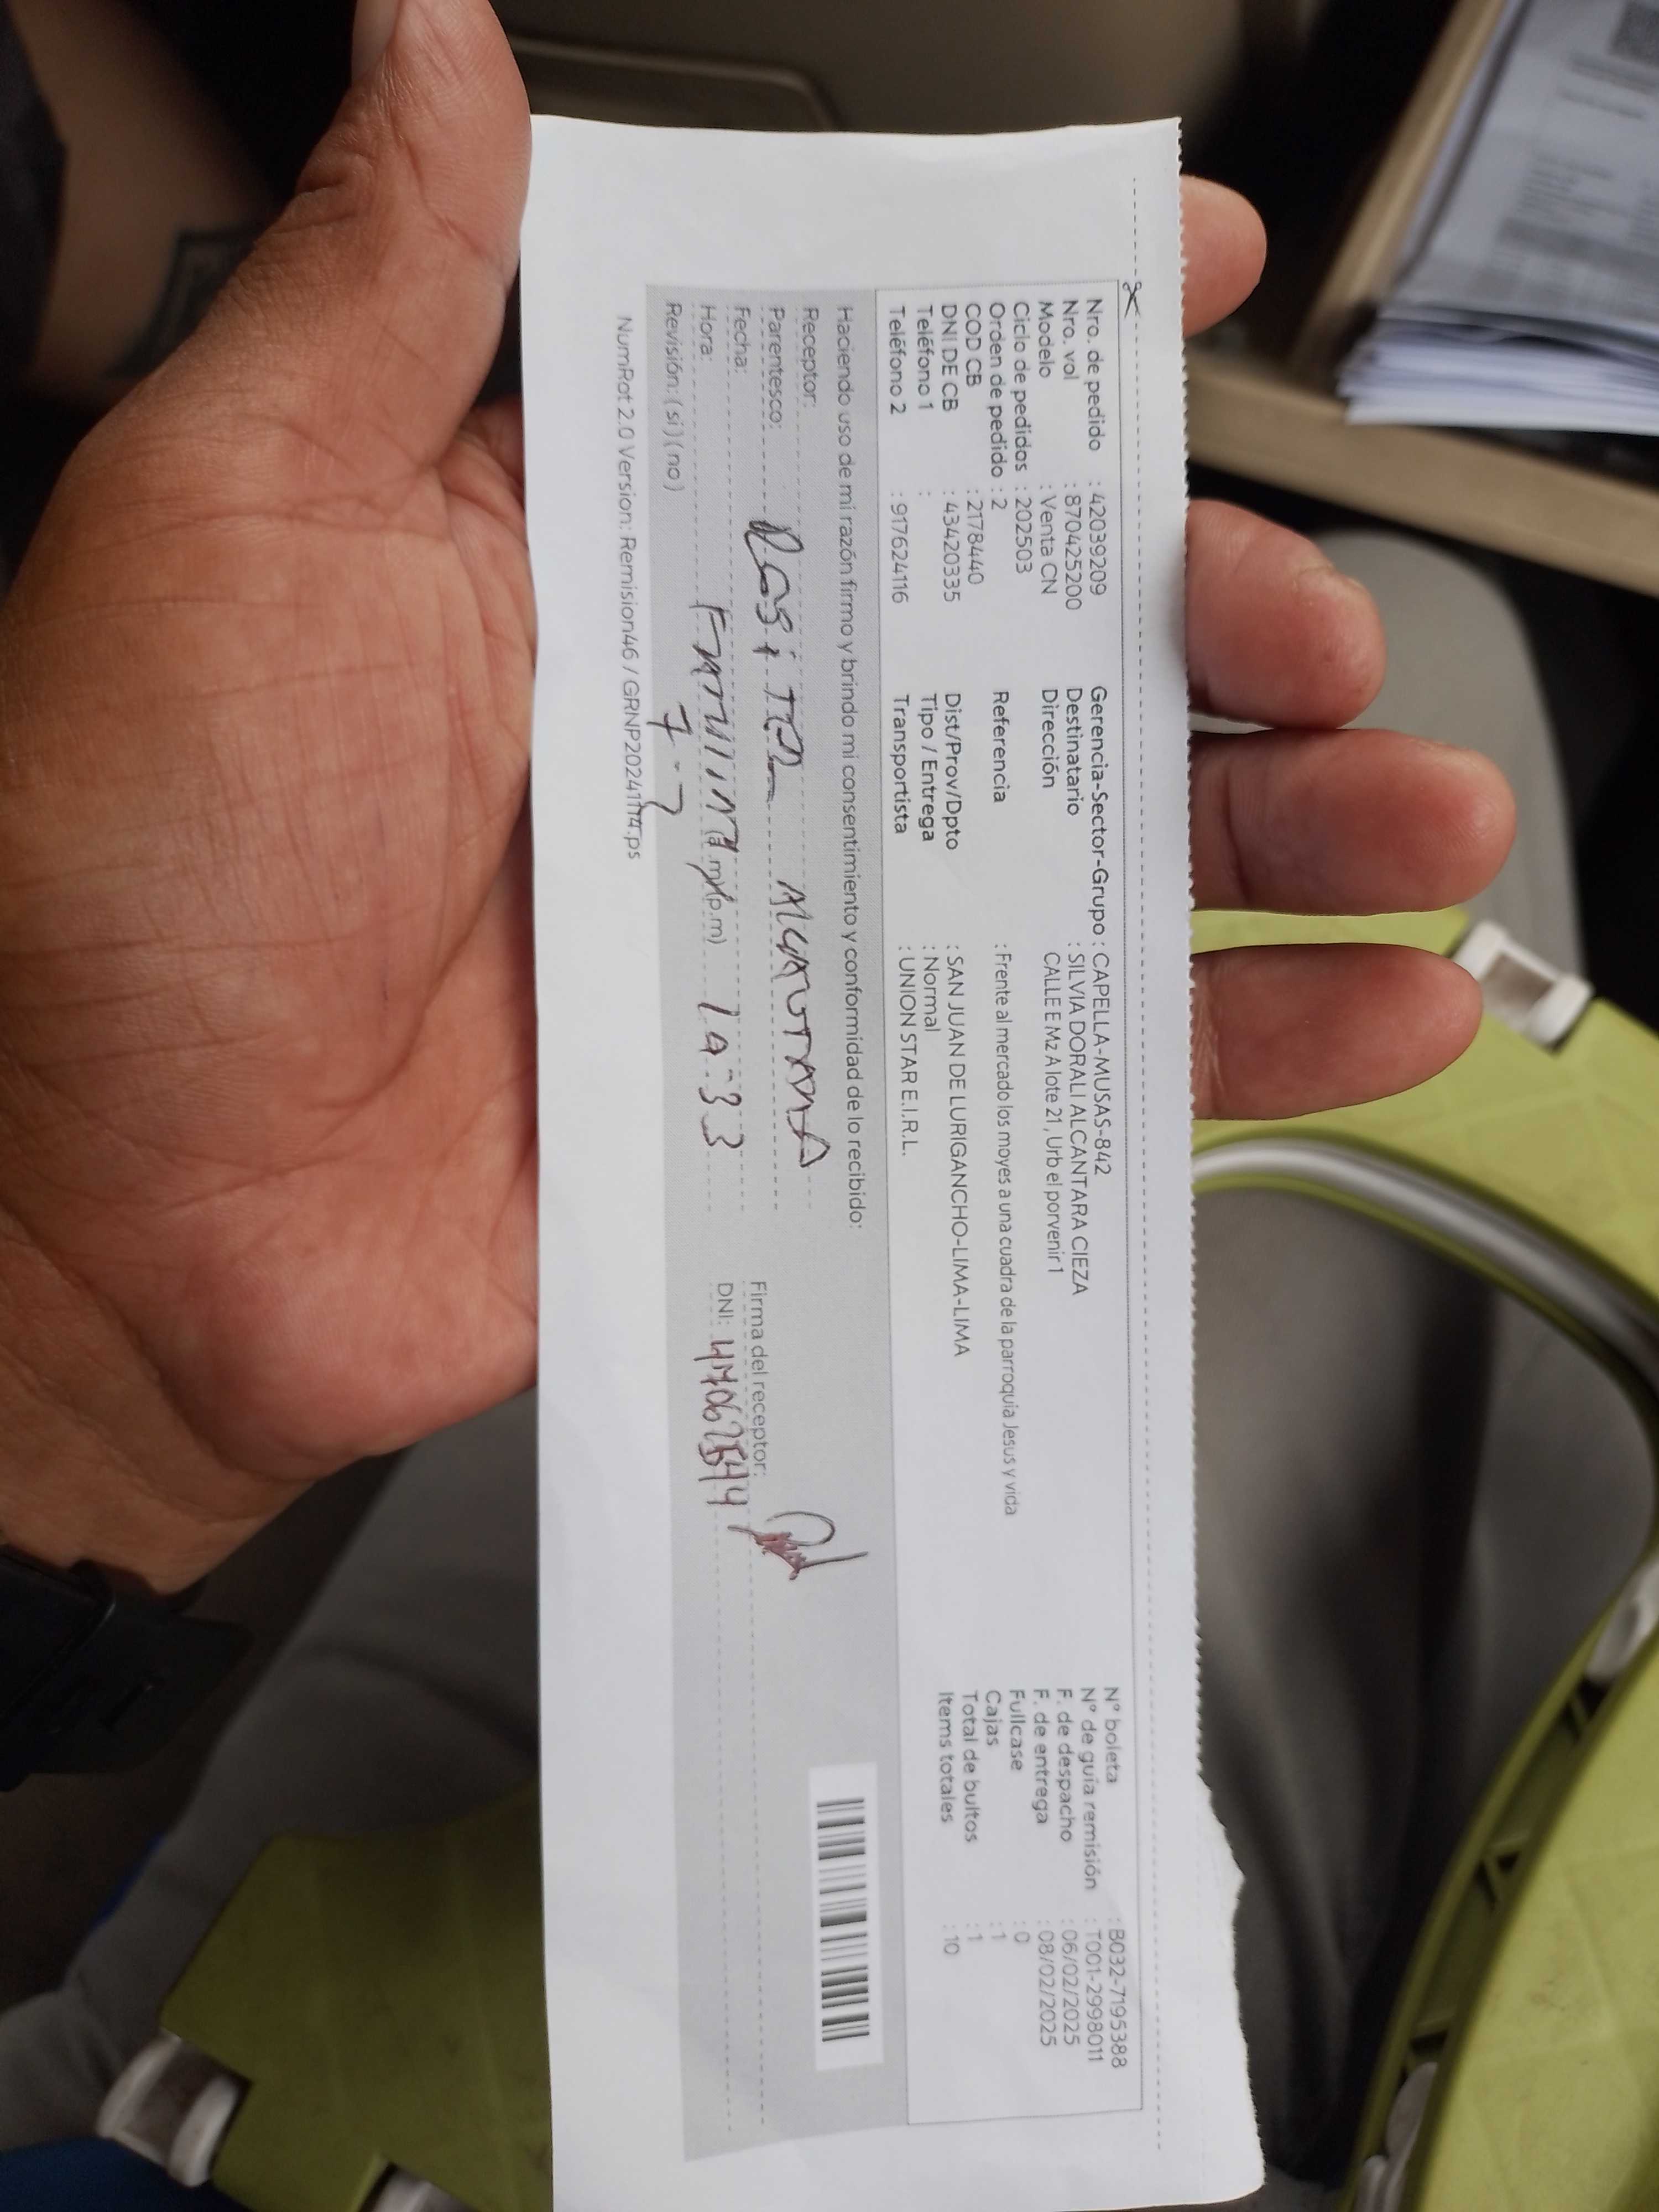 Nro. de pedido : 42039209
Nro. vol : 870425200
Modelo : Venta CN
Ciclo de pedidos : 202503
Orden de pedido : 2
COD CB : 2178440
DNI DE CB : 43420335
Teléfono 1 :
Teléfono 2 : 917624116
Gerencia-Sector-Grupo : CAPELLA-MUSAS-842
Destinatario : SILVIA DORALI ALCANTARA CIEZA
Dirección CALLE E Mz A lote 21 , Urb el porvenir 1
Referencia : Frente al mercado los moyes a una cuadra de la parroquia Jesus y vida
Dist/Prov/Dpto : SAN JUAN DE LURIGANCHO-LIMA-LIMA
Tipo / Entrega : Normal
Transportista : UNION STAR E.I.R.L.
N° boleta : B032-7195388
N° de guía remisión : T001-2998011
F. de despacho : 06/02/2025
F. de entrega : 08/02/2025
Fullcase : 0
Cajas : 1
Total de bultos : 1
Items totales : 10
Haciendo uso de mi razón firmo y brindo mi consentimiento y conformidad de lo recibido:
Receptor:
Parentesco:
Fecha:
Hora: p.m) 14:33
Revisión: ( si ) ( no )
Firma del receptor:
DNI:
NumRot 2.0 Version: Remision46 / GRNP20241114.ps